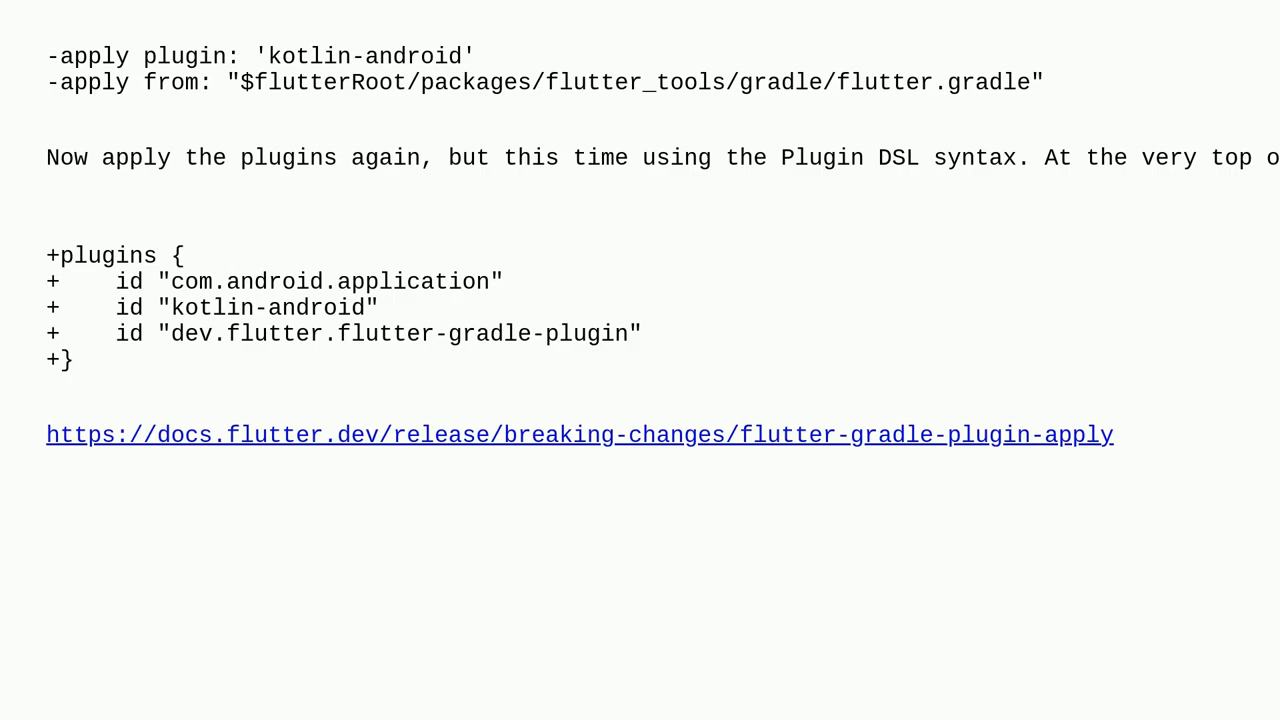 -apply plugin: 'kotlin-android'
-apply from: "$flutterRoot/packages/flutter_tools/gradle/flutter.gradle"
Now apply the plugins again, but this time using the Plugin DSL syntax. At the very top o
+plugins {
+    id "com.android.application"
+    id "kotlin-android"
+    id "dev.flutter.flutter-gradle-plugin"
+}
https://docs.flutter.dev/release/breaking-changes/flutter-gradle-plugin-apply